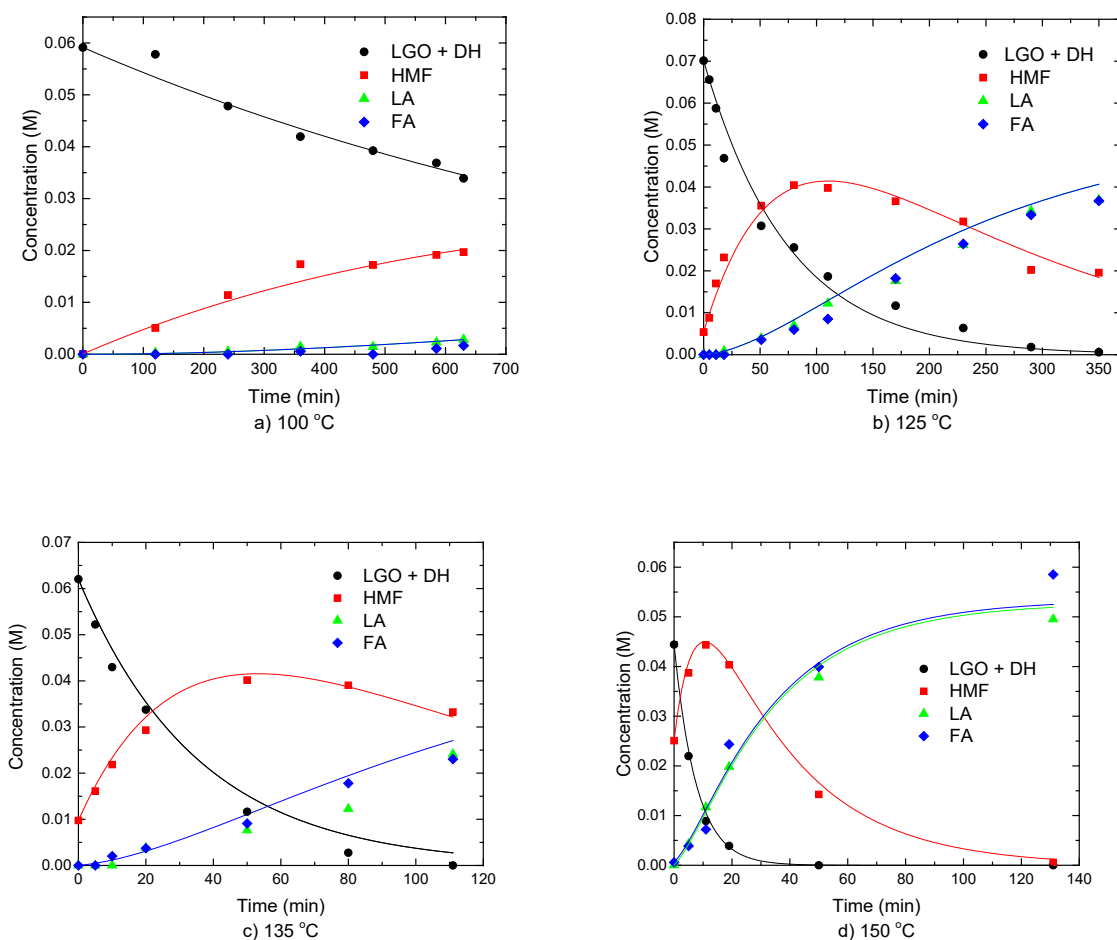 0.06
0.05
0.04
0.03
0.02
0.01
0.00
Concentration (M)
LGO + DH
HMF
LA
FA
0 100 200 300 400 500 600 700
Time (min)
a) 100 °C
0.08
0.07
0.06
0.05
0.04
0.03
0.02
0.01
0.00
Concentration (M)
LGO + DH
HMF
LA
FA
0 50 100 150 200 250 300 350
Time (min)
b) 125 °C
0.07
0.06
0.05
0.04
0.03
0.02
0.01
0.00
Concentration (M)
LGO + DH
HMF
LA
FA
0 20 40 60 80 100 120
Time (min)
c) 135 °C
0.06
0.05
0.04
0.03
0.02
0.01
0.00
Concentration (M)
LGO + DH
HMF
LA
FA
0 20 40 60 80 100 120 140
Time (min)
d) 150 °C